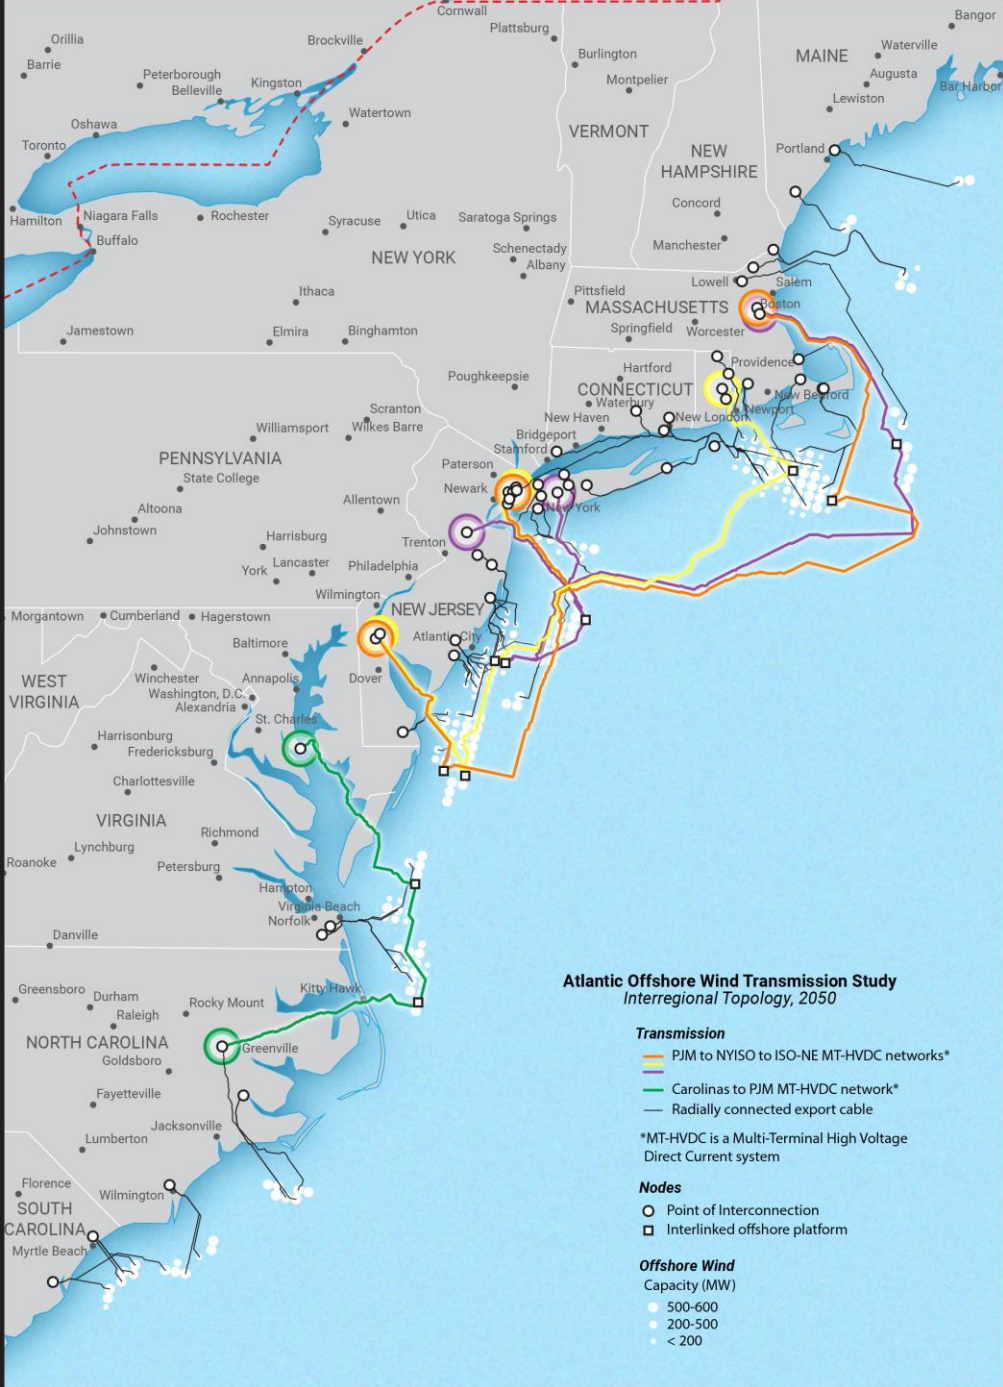 Cornwall
Bangor
Plattsburg
Orillia
Brockville
Waterville
MAINE
Burlington
Barrie
Peterborough
Augusta
Belleville
Kingston
Montpelier
Bar Harbor
Lewiston
Watertown
Oshawa
VERMONT
Toronto
NEW
HAMPSHIRE
Portland
Concord
Hamilton
Niagara Falls
Rochester
Syracuse
Utica
Saratoga Springs
Buffalo
Manchester
Schenectady
NEW YORK
Albany
Lowell
Salem
Pittsfield
Ithaca
MASSACHUSETTS
Boston
Jamestown
Elmira
Binghamton
Springfield
Worcester
Providence
Hartford
Poughkeepsie
CONNECTICUT
New Bedford
Waterbury
Newport
Scranton
New Haven
New London
Williamsport
Wilkes Barre
Bridgeport
Stamford
PENNSYLVANIA
Paterson
State College
Newark
Allentown
New York
Altoona
Johnstown
Harrisburg
Trenton
Lancaster
York
Philadelphia
Wilmington
NEW JERSEY
Morgantown
Cumberland
Hagerstown
Baltimore
Atlantic City
WEST
VIRGINIA
Winchester
Annapolis
Dover
Washington, D.C.
Alexandria
St. Charles
Harrisonburg
Fredericksburg
Charlottesville
VIRGINIA
Richmond
Lynchburg
Roanoke
Petersburg
Hampton
Virginia Beach
Norfolk
Danville
Greensboro
Kitty Hawk
Durham
Rocky Mount
Raleigh
NORTH CAROLINA
Greenville
Goldsboro
Fayetteville
Jacksonville
Lumberton
Florence
Wilmington
SOUTH
CAROLINA
Myrtle Beach
Atlantic Offshore Wind Transmission Study
Interregional Topology, 2050
Transmission
PJM to NYISO to ISO-NE MT-HVDC networks*
Carolinas to PJM MT-HVDC network*
Radially connected export cable
*MT-HVDC is a Multi-Terminal High Voltage
Direct Current system
Nodes
Point of Interconnection
Interlinked offshore platform
Offshore Wind
Capacity (MW)
500-600
200-500
< 200